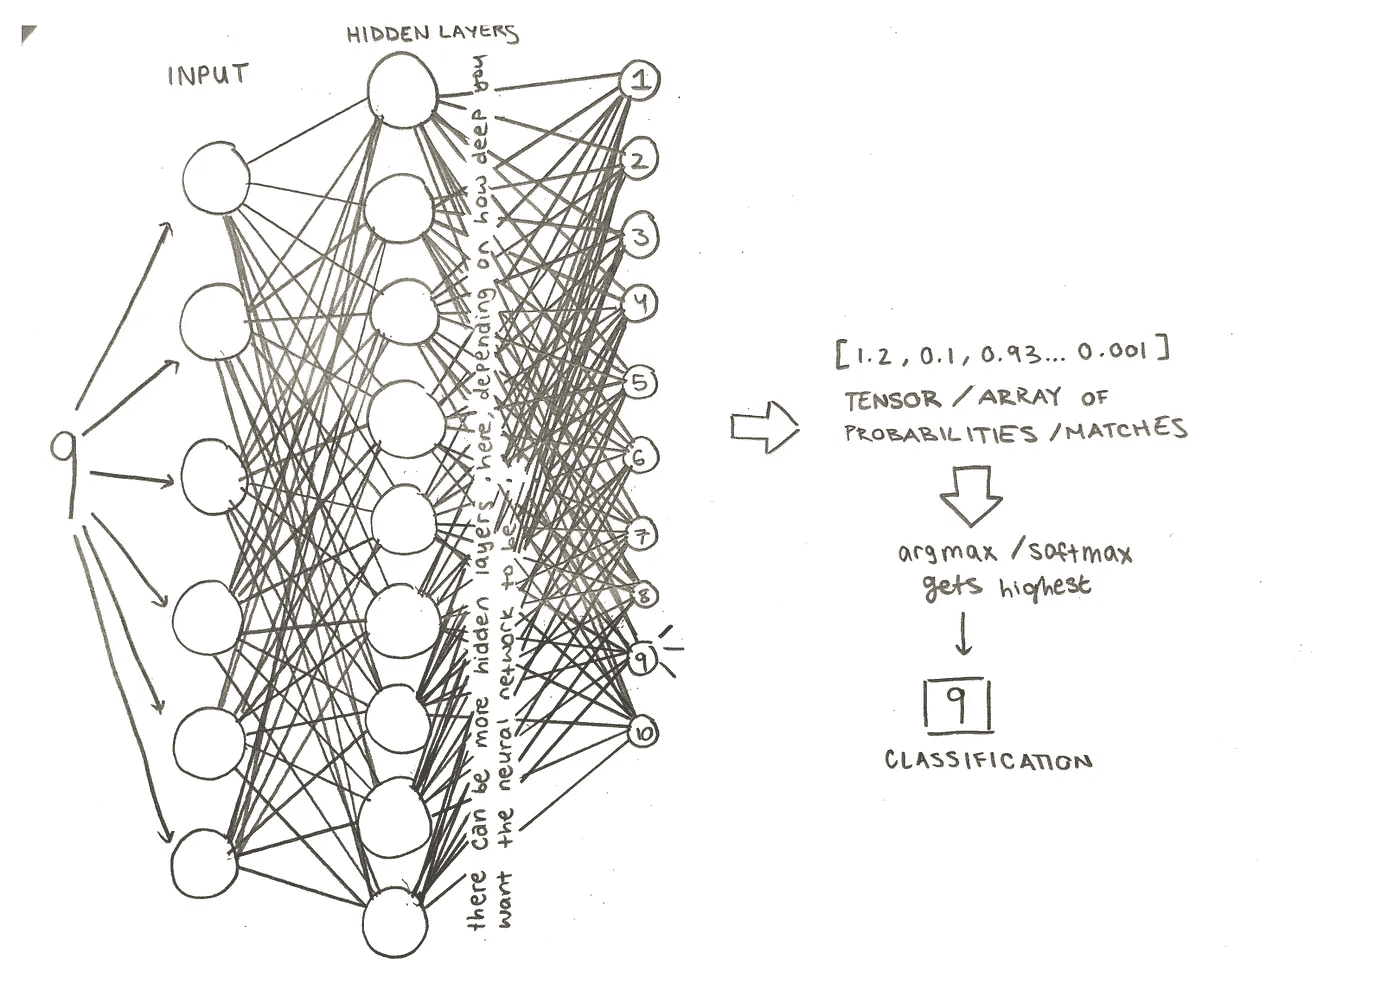 HIDDEN LAYERS
INPUT
9
there can be more hidden layers here, depending on how deep you
want the neural network to be.
1
2
3
4
5
6
7
8
9
10
[1.2, 0.1, 0.93... 0.001]
TENSOR / ARRAY OF
PROBABILITIES / MATCHES
argmax / softmax
gets highest
9
CLASSIFICATION